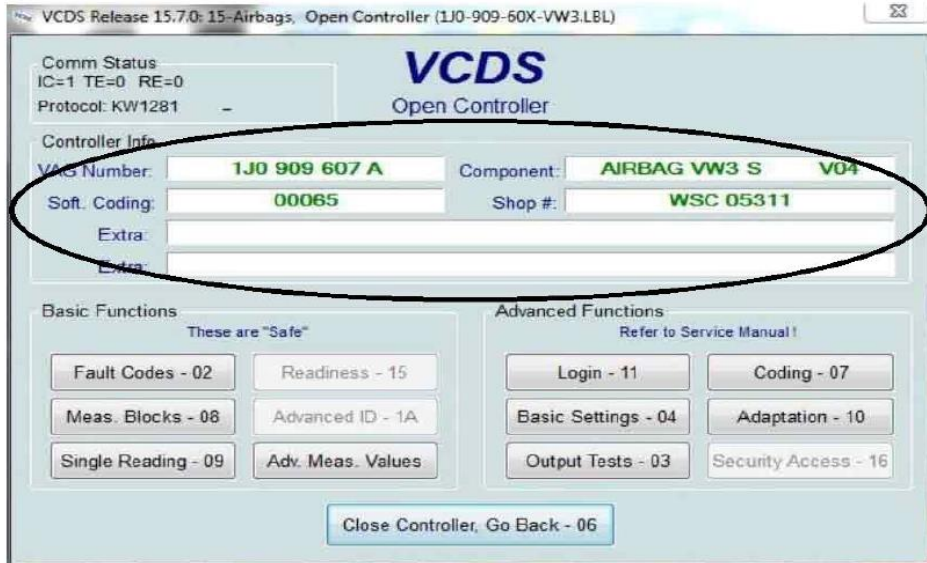 VCDS Release 15.7.0: 15-Airbags, Open Controller (1J0-909-60X-VW3.LBL)
Comm Status
IC=1 TE=0 RE=0
Protocol: KW1281 -
VCDS
Open Controller
Controller Info
VAG Number: 1J0 909 607 A Component: AIRBAG VW3 S V04
Soft. Coding: 00065 Shop #: WSC 05311
Extra:
Extra:
Basic Functions
These are "Safe"
Fault Codes - 02 Readiness - 15
Meas. Blocks - 08 Advanced ID - 1A
Single Reading - 09 Adv. Meas. Values
Advanced Functions
Refer to Service Manual!
Login - 11 Coding - 07
Basic Settings - 04 Adaptation - 10
Output Tests - 03 Security Access - 16
Close Controller, Go Back - 06